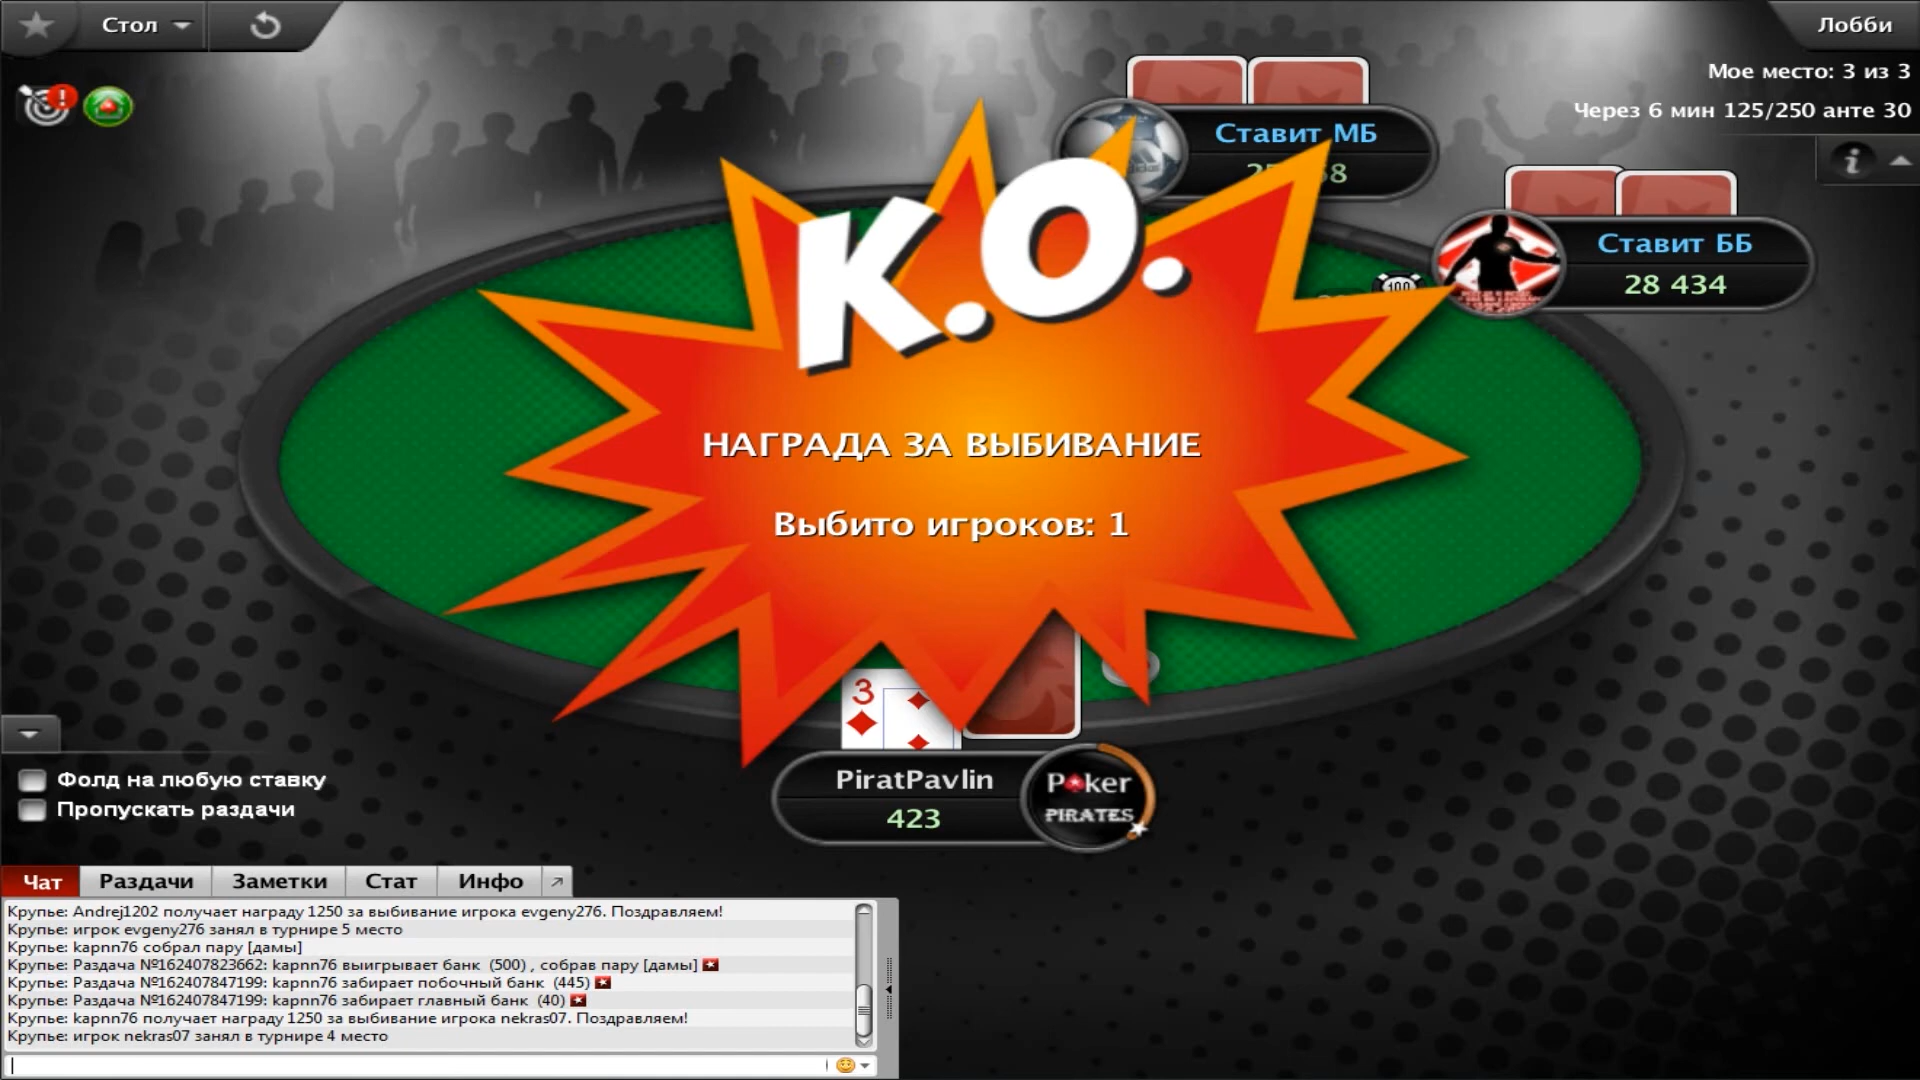 Стол
Лобби
Мое место: 3 из 3
Через 6 мин 125/250 анте 30
Ставит МБ
Ставит ББ
28 434
100
К.О.
НАГРАДА ЗА ВЫБИВАНИЕ
Выбито игроков: 1
3
PiratPavlin
423
Poker
PIRATES
Фолд на любую ставку
Пропускать раздачи
Чат Раздачи Заметки Стат Инфо
Крупье: Andrej1202 получает награду 1250 за выбивание игрока evgeny276. Поздравляем!
Крупье: игрок evgeny276 занял в турнире 5 место
Крупье: kapnn76 собрал пару [дамы]
Крупье: Раздача №162407823662: kapnn76 выигрывает банк (500) , собрав пару [дамы]
Крупье: Раздача №162407847199: kapnn76 забирает побочный банк (445)
Крупье: Раздача №162407847199: kapnn76 забирает главный банк (40)
Крупье: kapnn76 получает награду 1250 за выбивание игрока nekras07. Поздравляем!
Крупье: игрок nekras07 занял в турнире 4 место